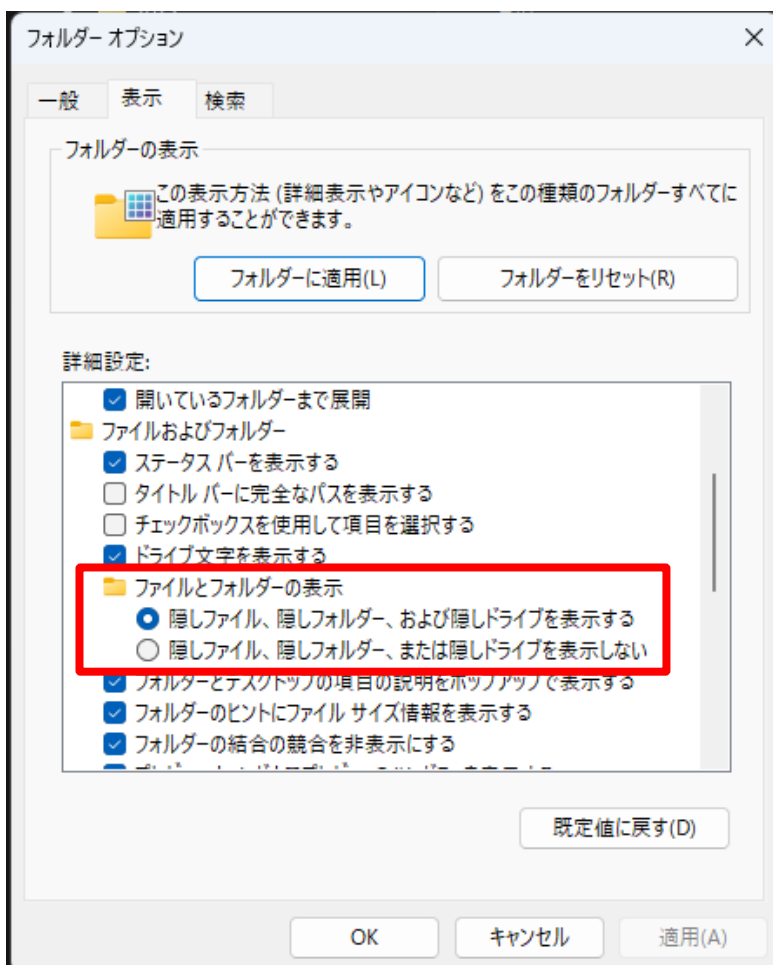 フォルダー オプション
一般 表示 検索
フォルダーの表示
この表示方法 (詳細表示やアイコンなど) をこの種類のフォルダーすべてに
適用することができます。
フォルダーに適用(L) フォルダーをリセット(R)
詳細設定:
開いているフォルダーまで展開
ファイルおよびフォルダー
ステータス バーを表示する
タイトル バーに完全なパスを表示する
チェックボックスを使用して項目を選択する
ドライブ文字を表示する
ファイルとフォルダーの表示
隠しファイル、隠しフォルダー、および隠しドライブを表示する
隠しファイル、隠しフォルダー、または隠しドライブを表示しない
フォルダーとデスクトップの項目の説明をポップアップで表示する
フォルダーのヒントにファイル サイズ情報を表示する
フォルダーの結合の競合を非表示にする
既定値に戻す(D)
OK キャンセル 適用(A)